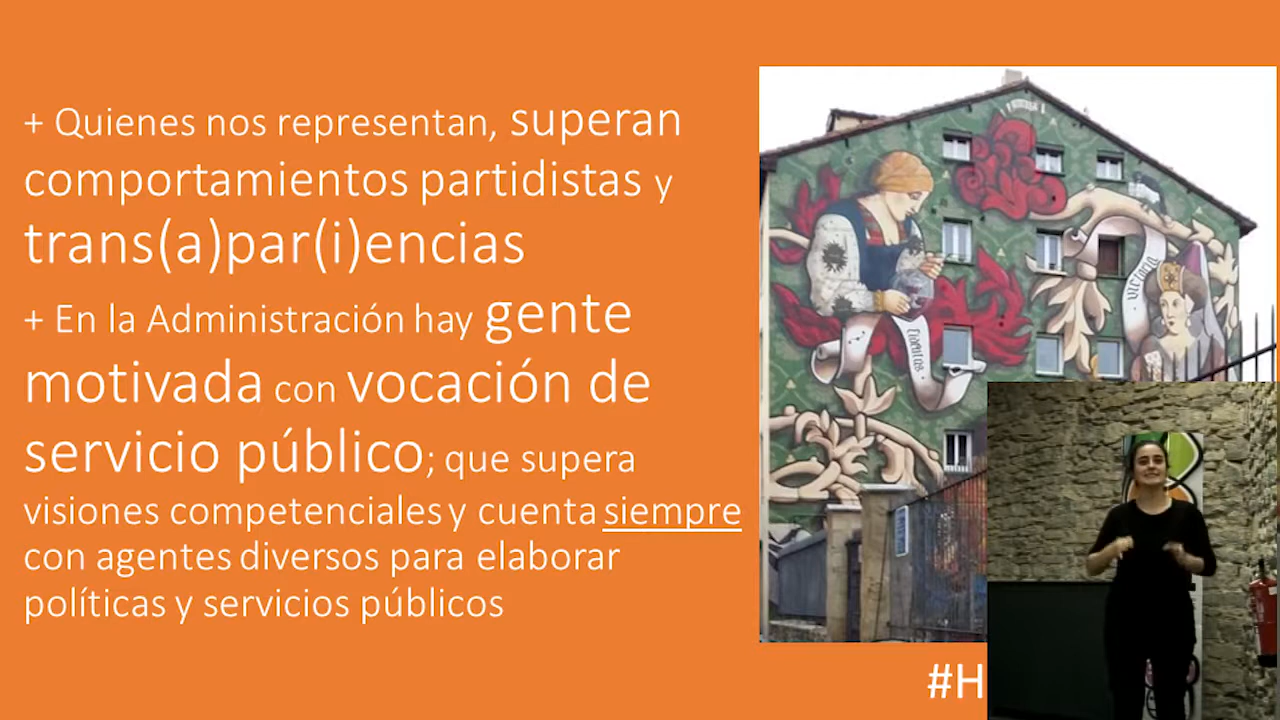 + Quienes nos representan, superan
comportamientos partidistas y
trans(a)par(i)encias
+ En la Administración hay gente
motivada con vocación de
servicio público; que supera
visiones competenciales y cuenta siempre
con agentes diversos para elaborar
políticas y servicios públicos
victoria
#H